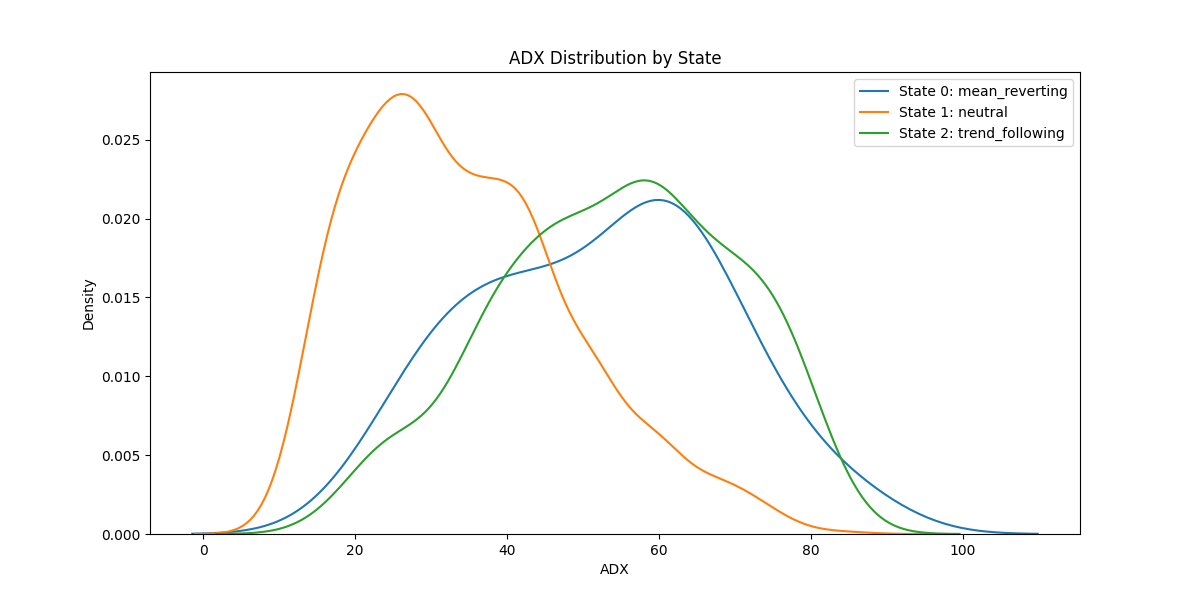 ADX Distribution by State
State 0: mean_reverting
State 1: neutral
State 2: trend_following
Density
0.025
0.020
0.015
0.010
0.005
0.000
0
20
40
60
80
100
ADX